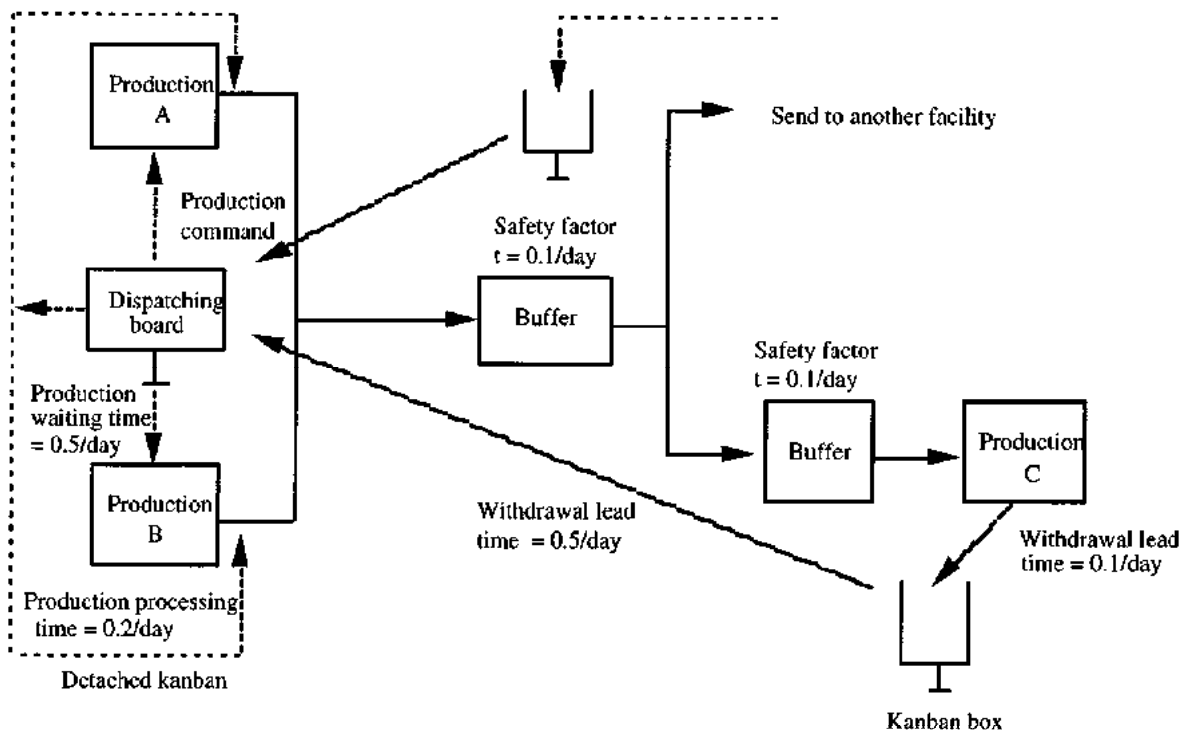 Production
A
Send to another facility
Production
command
Safety factor
t = 0.1/day
Dispatching
board
Buffer
Safety factor
t = 0.1/day
Production
waiting time
= 0.5/day
Buffer
Production
C
Production
B
Withdrawal lead
time = 0.5/day
Withdrawal lead
time = 0.1/day
Production processing
time = 0.2/day
Detached kanban
Kanban box